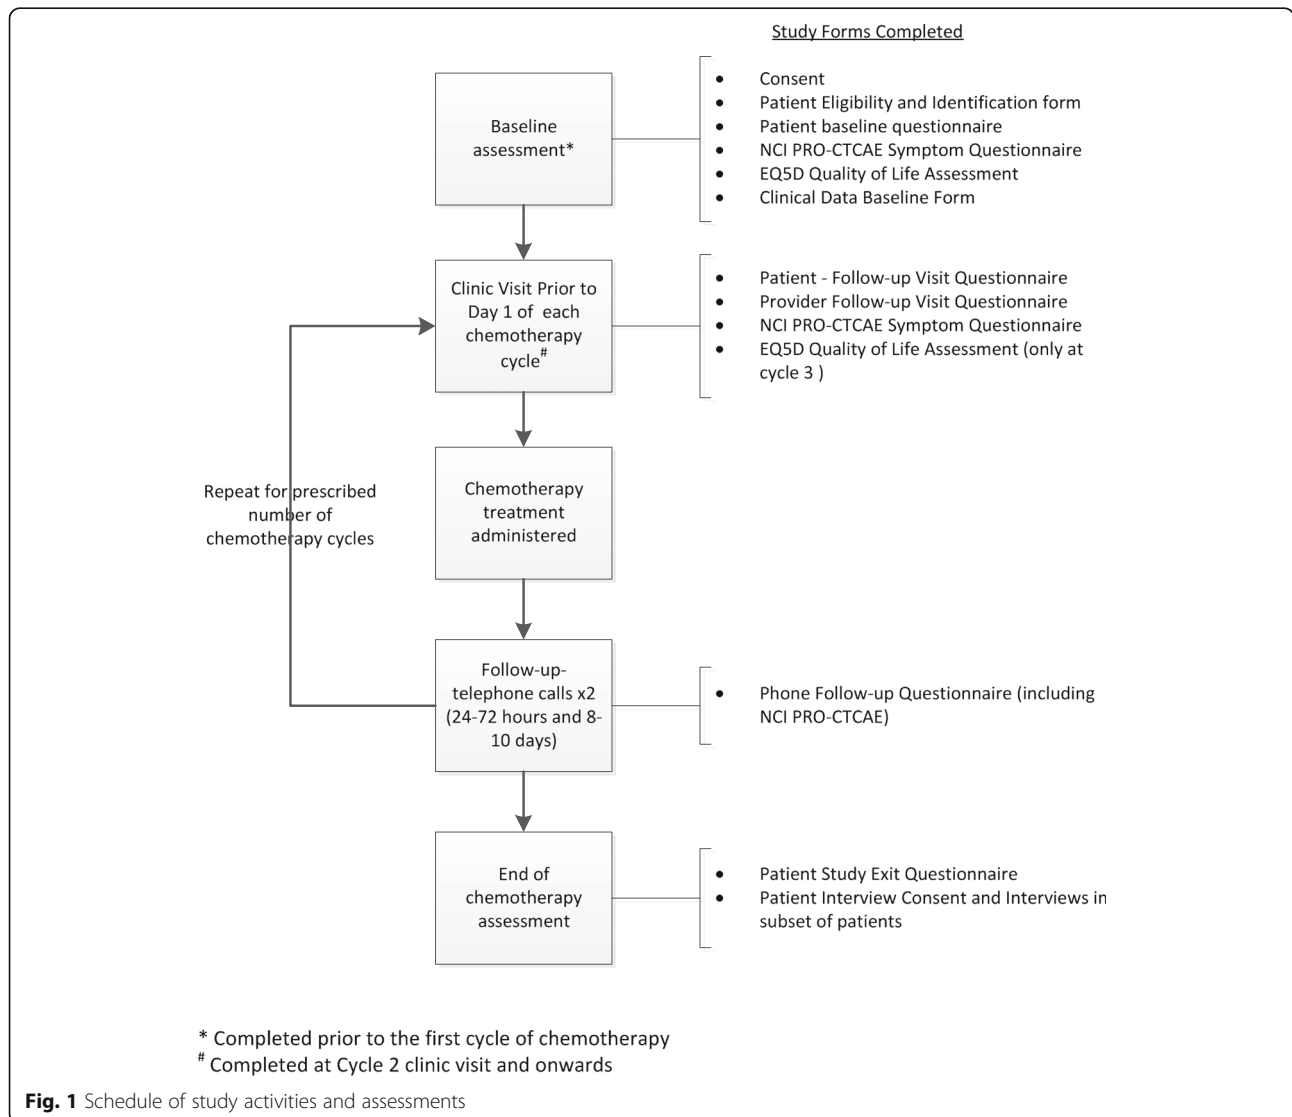 Study Forms Completed
Baseline
assessment*
• Consent
• Patient Eligibility and Identification form
• Patient baseline questionnaire
• NCI PRO-CTCAE Symptom Questionnaire
• EQ5D Quality of Life Assessment
• Clinical Data Baseline Form
Clinic Visit Prior to
Day 1 of each
chemotherapy
cycle#
• Patient - Follow-up Visit Questionnaire
• Provider Follow-up Visit Questionnaire
• NCI PRO-CTCAE Symptom Questionnaire
• EQ5D Quality of Life Assessment (only at
cycle 3 )
Repeat for prescribed
number of
chemotherapy cycles
Chemotherapy
treatment
administered
Follow-up-
telephone calls x2
(24-72 hours and 8-
10 days)
• Phone Follow-up Questionnaire (including
NCI PRO-CTCAE)
End of
chemotherapy
assessment
• Patient Study Exit Questionnaire
• Patient Interview Consent and Interviews in
subset of patients
* Completed prior to the first cycle of chemotherapy
# Completed at Cycle 2 clinic visit and onwards
Fig. 1 Schedule of study activities and assessments